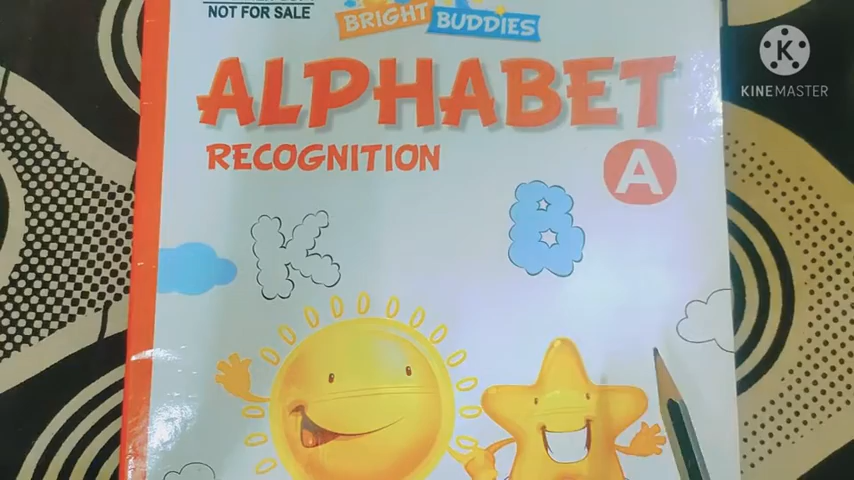 NOT FOR SALE
BRIGHT BUDDIES
ALPHABET
RECOGNITION
A
K B
K
KINEMASTER